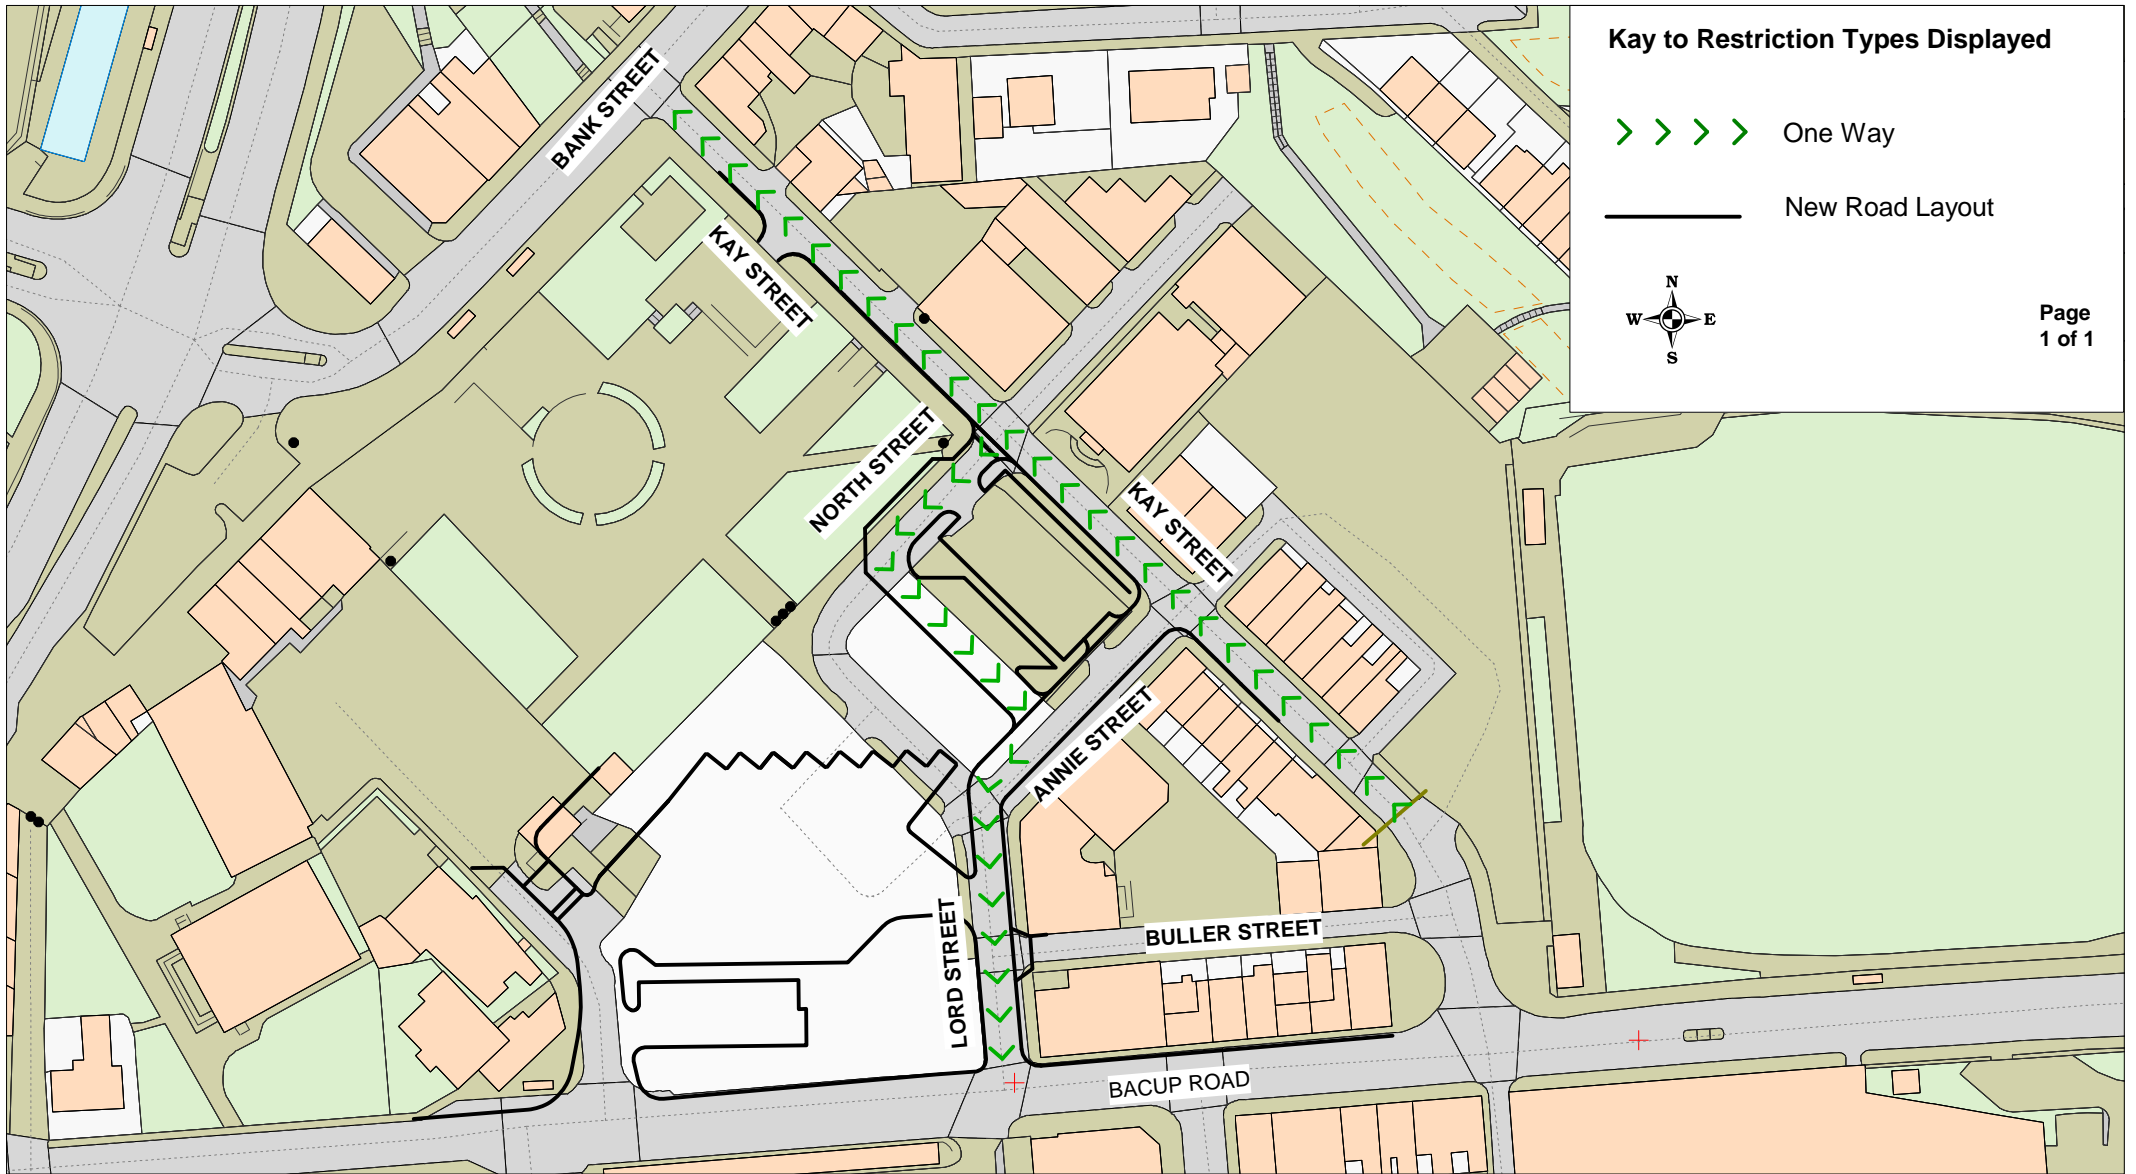 Kay to Restriction Types Displayed
One Way
New Road Layout
N
W E
S
Page
1 of 1
BANK STREET
KAY STREET
NORTH STREET
KAY STREET
ANNIE STREET
LORD STREET
BULLER STREET
BACUP ROAD